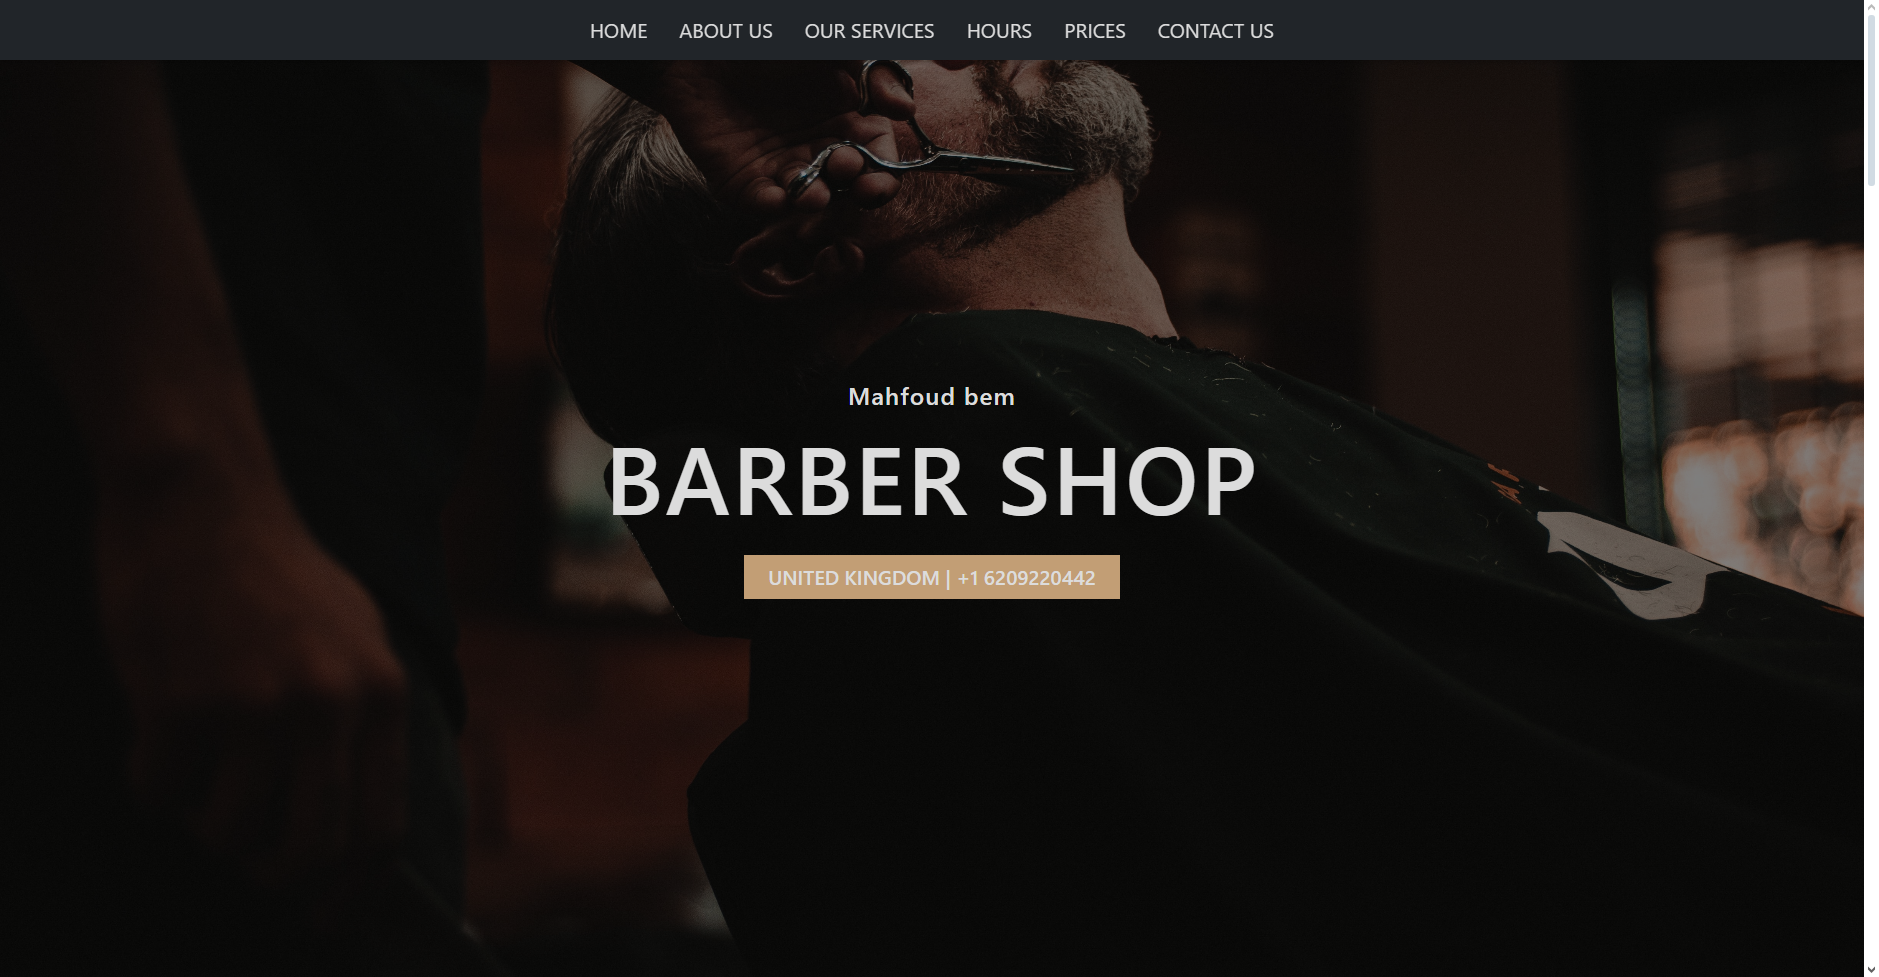 HOME ABOUT US OUR SERVICES HOURS PRICES CONTACT US
Mahfoud bem
BARBER SHOP
UNITED KINGDOM | +1 6209220442